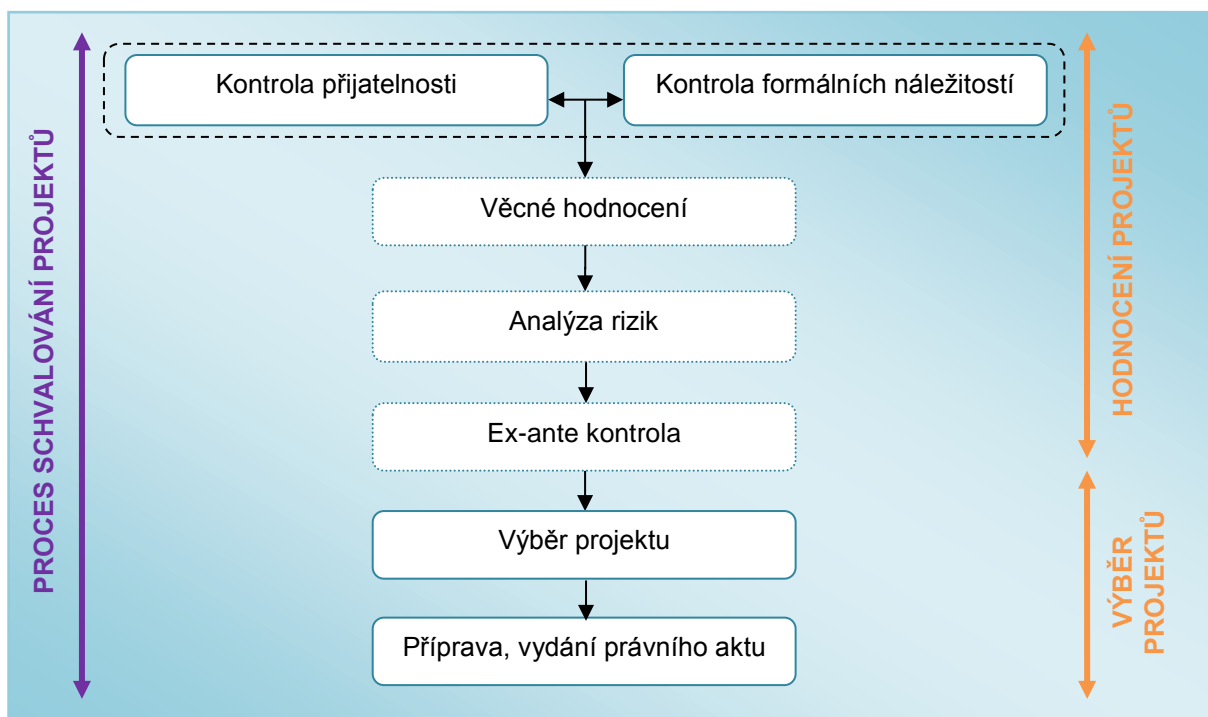 Kontrola přijatelnosti
Kontrola formálních náležitostí
Věcné hodnocení
Analýza rizik
Ex-ante kontrola
Výběr projektu
Příprava, vydání právního aktu
PROCES SCHVALOVÁNÍ PROJEKTŮ
HODNOCENÍ PROJEKTŮ
VÝBĚR
PROJEKTŮ